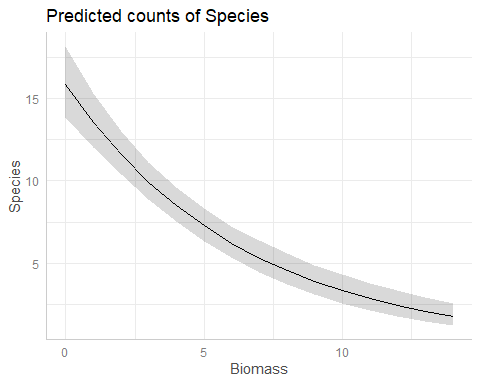 Predicted counts of Species
15
10
5
Species
0 5 10
Biomass